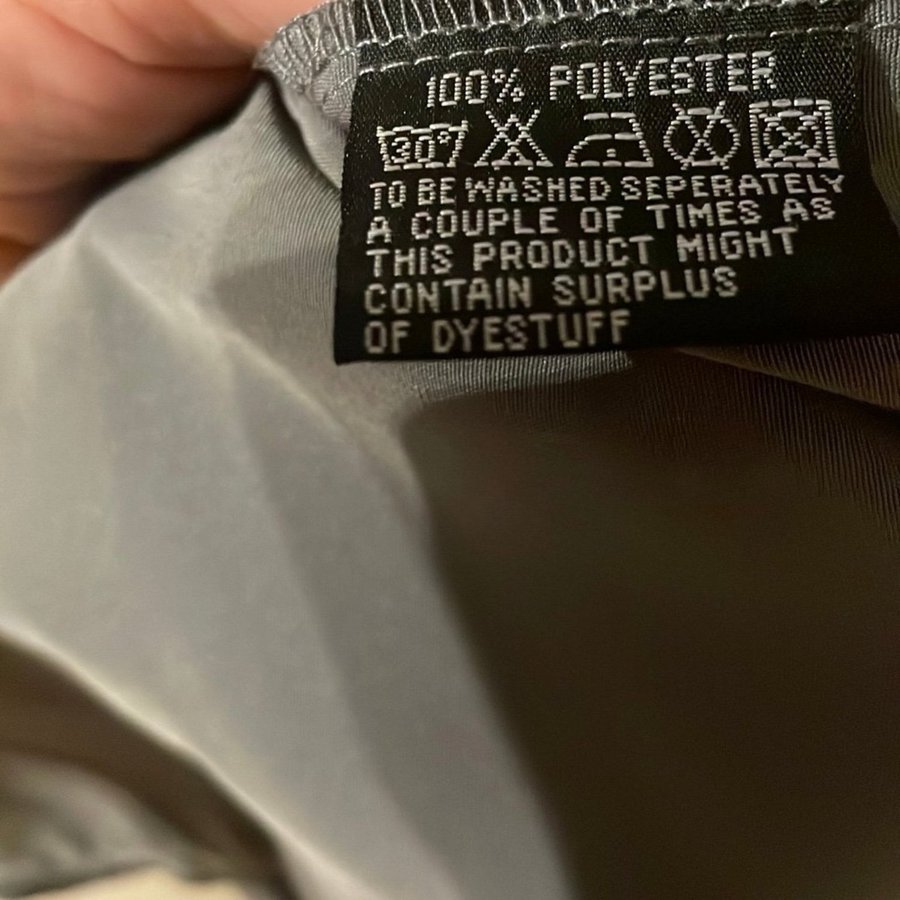 100% POLYESTER
30°
TO BE WASHED SEPERATELY
A COUPLE OF TIMES AS
THIS PRODUCT MIGHT
CONTAIN SURPLUS
OF DYESTUFF